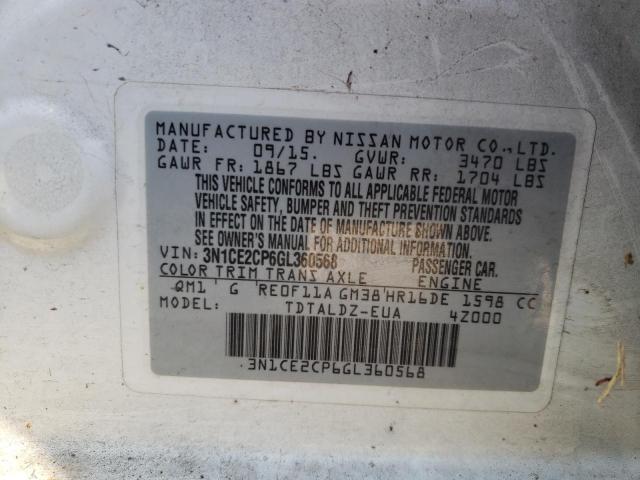 MANUFACTURED BY NISSAN MOTOR CO., LTD.
DATE: 09/15. GVWR: 3470 LBS
GAWR FR: 1867 LBS GAWR RR: 1704 LBS
THIS VEHICLE CONFORMS TO ALL APPLICABLE FEDERAL MOTOR
VEHICLE SAFETY, BUMPER AND THEFT PREVENTION STANDARDS
IN EFFECT ON THE DATE OF MANUFACTURE SHOWN ABOVE.
SEE OWNER'S MANUAL FOR ADDITIONAL INFORMATION.
VIN: 3N1CE2CP6GL360568 PASSENGER CAR.
COLOR TRIM TRANS AXLE ENGINE
QM1' G 'RE0F11A GM38'HR16DE 1598 CC
MODEL: TDTALDZ-EUA 4Z000
3N1CE2CP6GL360568